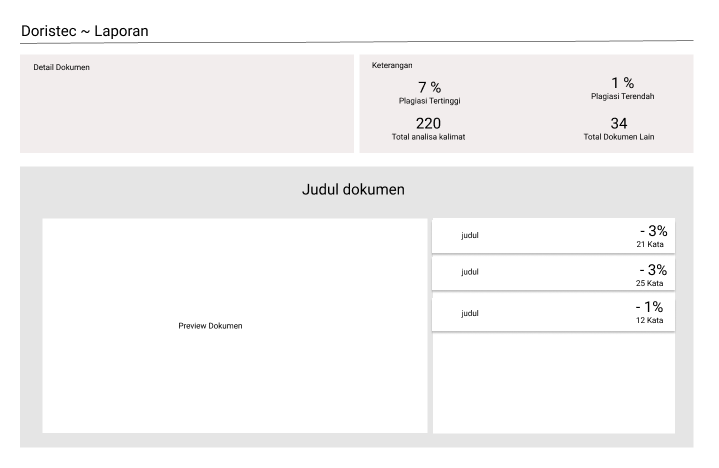 Doristec ~ Laporan
Detail Dokumen
Keterangan
7 %
Plagiasi Tertinggi
1 %
Plagiasi Terendah
220
Total analisa kalimat
34
Total Dokumen Lain
Judul dokumen
Preview Dokumen
judul
- 3%
21 Kata
judul
- 3%
25 Kata
judul
- 1%
12 Kata